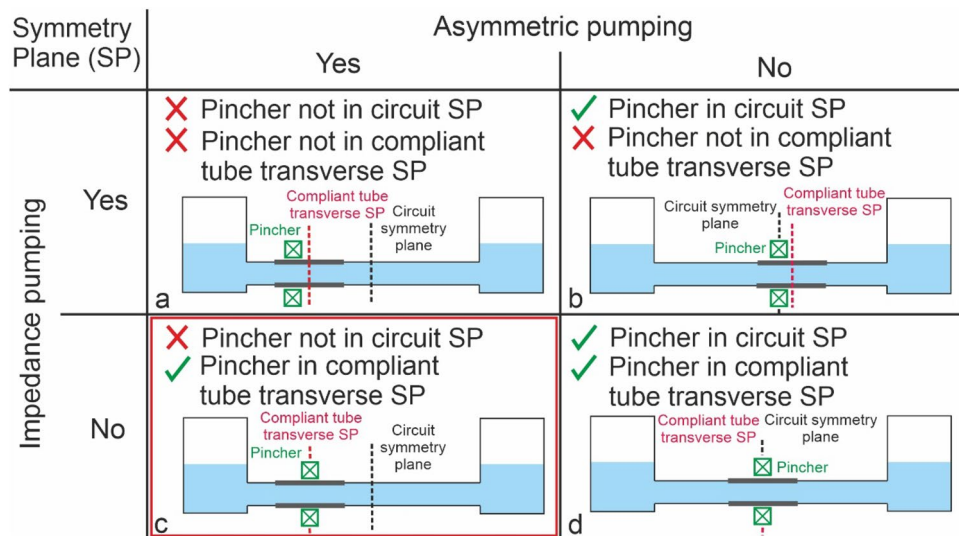 Symmetry
Plane (SP)
Asymmetric pumping
Yes
No
Impedance pumping
Yes
Pincher not in circuit SP
Pincher not in compliant
tube transverse SP
Compliant tube
transverse SP
Circuit
symmetry
plane
Pincher
a
Pincher in circuit SP
Pincher not in compliant
tube transverse SP
Circuit symmetry
plane
Compliant tube
transverse SP
Pincher
b
No
Pincher not in circuit SP
Pincher in compliant
tube transverse SP
Compliant tube
transverse SP
Circuit
symmetry
plane
Pincher
c
Pincher in circuit SP
Pincher in compliant
tube transverse SP
Compliant tube
transverse SP
Circuit symmetry
plane
Pincher
d